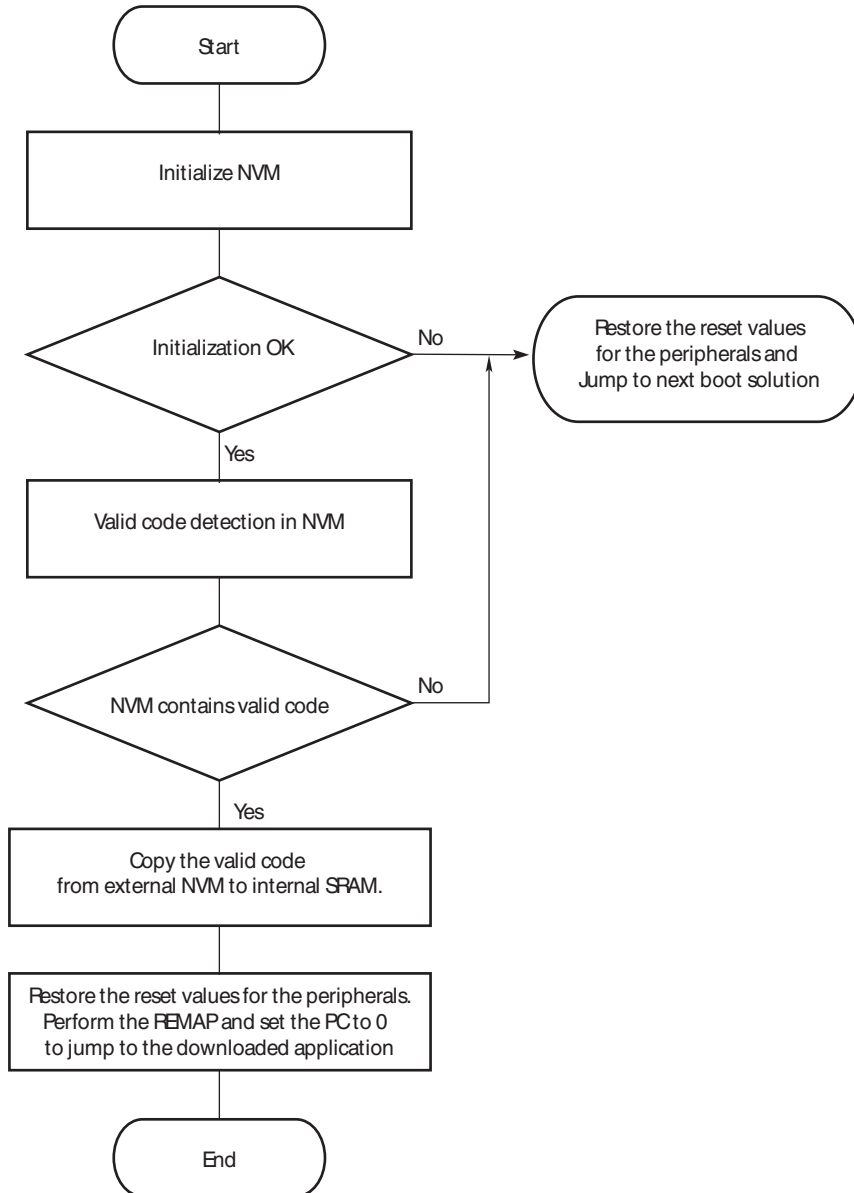 Start
Initialize NVM
Initialization OK
No
Restore the reset values
for the peripherals and
Jump to next boot solution
Yes
Valid code detection in NVM
NVM contains valid code
No
Yes
Copy the valid code
from external NVM to internal SRAM.
Restore the reset values for the peripherals.
Perform the REMAP and set the PC to 0
to jump to the downloaded application
End